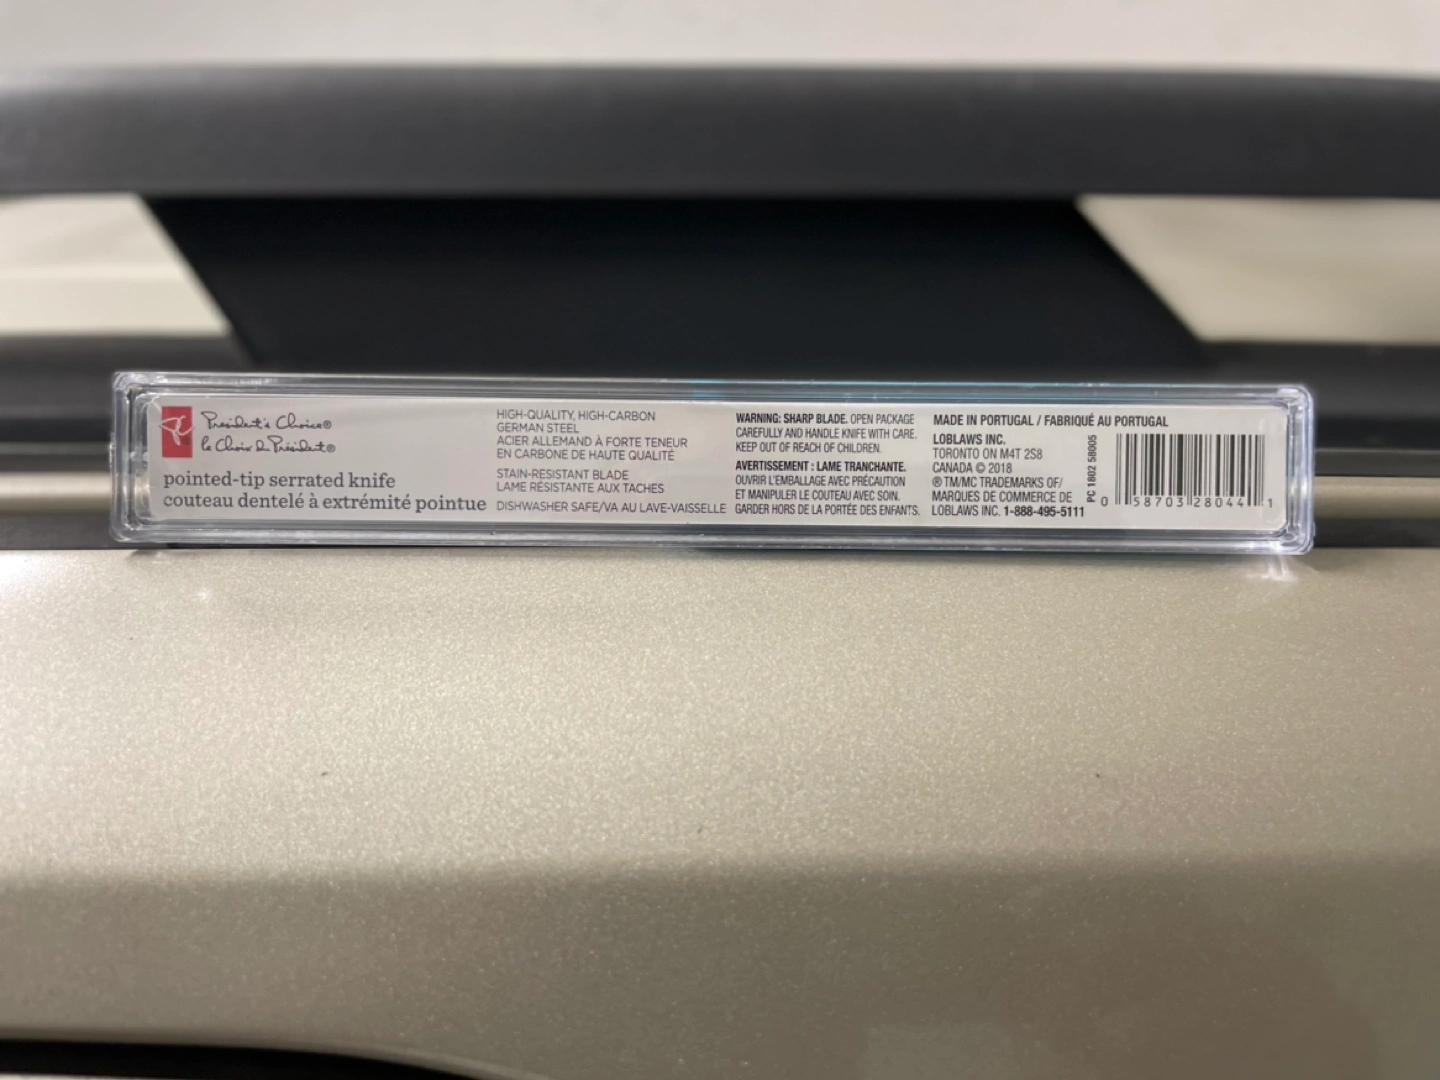 PC
President's Choice®
le Choix du Président®
pointed-tip serrated knife
couteau dentelé à extrémité pointue
HIGH-QUALITY, HIGH-CARBON
GERMAN STEEL
ACIER ALLEMAND À FORTE TENEUR
EN CARBONE DE HAUTE QUALITÉ
STAIN-RESISTANT BLADE
LAME RÉSISTANTE AUX TACHES
DISHWASHER SAFE/VA AU LAVE-VAISSELLE
WARNING: SHARP BLADE. OPEN PACKAGE
CAREFULLY AND HANDLE KNIFE WITH CARE.
KEEP OUT OF REACH OF CHILDREN.
AVERTISSEMENT : LAME TRANCHANTE.
OUVRIR L'EMBALLAGE AVEC PRÉCAUTION
ET MANIPULER LE COUTEAU AVEC SOIN.
GARDER HORS DE LA PORTÉE DES ENFANTS.
MADE IN PORTUGAL / FABRIQUÉ AU PORTUGAL
LOBLAWS INC.
TORONTO ON M4T 2S8
CANADA © 2018
®TM/MC TRADEMARKS OF/
MARQUES DE COMMERCE DE
LOBLAWS INC. 1-888-495-5111
PC 1802 58005
0 58703 28044 1